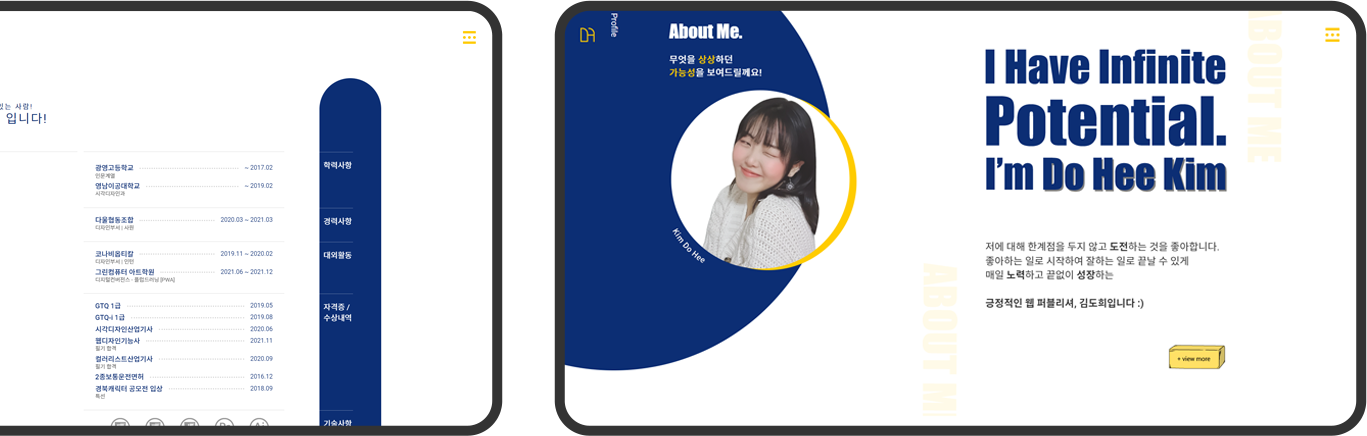 있는 사람!
입니다!
광영고등학교 ~ 2017.02
인문계열
영남이공대학교 ~ 2019.02
시각디자인과
다울협동조합 2020.03 ~ 2021.03
디자인부서 | 사원
코나비옵티칼 2019.11 ~ 2020.02
디자인부서 | 인턴
그린컴퓨터 아트학원 2021.06 ~ 2021.12
디지털컨버전스 - 풀럽드러닝 [PWA]
GTQ 1급 2019.05
GTQ-i 1급 2019.08
시각디자인산업기사 2020.06
웹디자인기능사 2021.11
필기 합격
컬러리스트산업기사 2020.09
필기 합격
2종보통운전면허 2016.12
경북캐릭터 공모전 입상 2018.09
특선
학력사항
경력사항
대외활동
자격증 /
수상내역
기술사항
DH
Profile
About Me.
무엇을 상상하던
가능성을 보여드릴께요!
Kim Do Hee
I Have Infinite
Potential.
I'm Do Hee Kim
저에 대해 한계점을 두지 않고 도전하는 것을 좋아합니다.
좋아하는 일로 시작하여 잘하는 일로 끝날 수 있게
매일 노력하고 끝없이 성장하는
긍정적인 웹 퍼블리셔, 김도희입니다 :)
+ view more
ABOUT ME
ABOUT ME